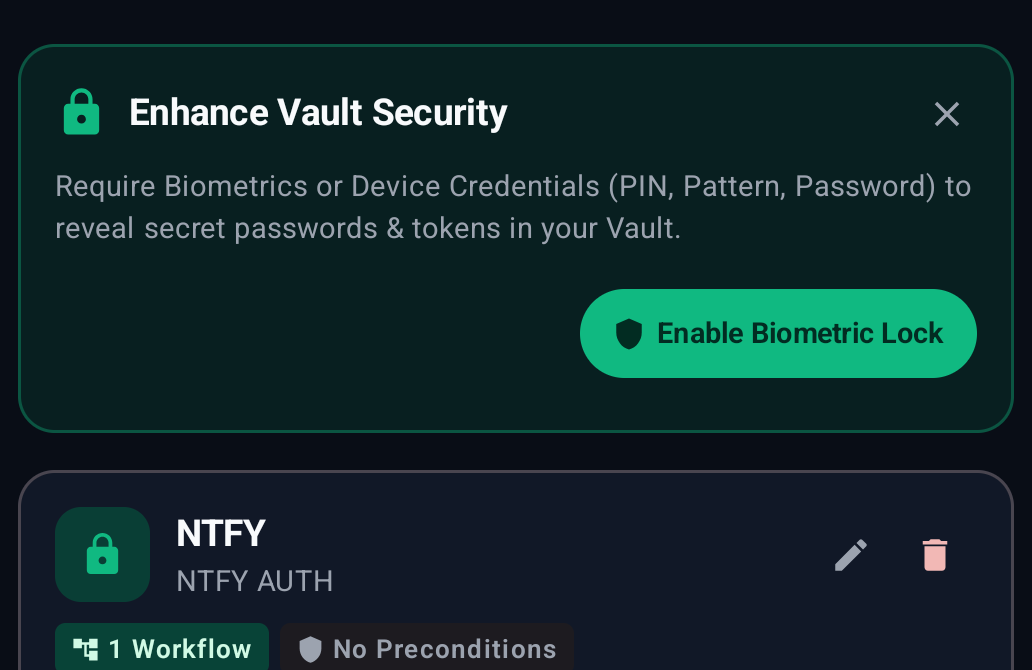 Enhance Vault Security
Require Biometrics or Device Credentials (PIN, Pattern, Password) to
reveal secret passwords & tokens in your Vault.
Enable Biometric Lock
NTFY
NTFY AUTH
1 Workflow
No Preconditions